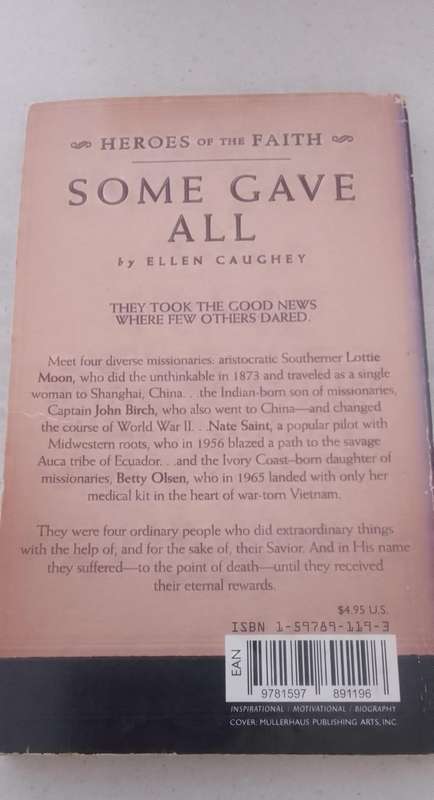 HEROES OF THE FAITH
SOME GAVE
ALL
by ELLEN CAUGHEY
THEY TOOK THE GOOD NEWS
WHERE FEW OTHERS DARED.
Meet four diverse missionaries: aristocratic Southerner Lottie
Moon, who did the unthinkable in 1873 and traveled as a single
woman to Shanghai, China. . .the Indian-born son of missionaries,
Captain John Birch, who also went to China—and changed
the course of World War II. . .Nate Saint, a popular pilot with
Midwestern roots, who in 1956 blazed a path to the savage
Auca tribe of Ecuador. . .and the Ivory Coast–born daughter of
missionaries, Betty Olsen, who in 1965 landed with only her
medical kit in the heart of war-torn Vietnam.
They were four ordinary people who did extraordinary things
with the help of, and for the sake of, their Savior. And in His name
they suffered—to the point of death—until they received
their eternal rewards.
$4.95 U.S.
ISBN 1-59789-119-3
EAN
9781597 891196
INSPIRATIONAL / MOTIVATIONAL / BIOGRAPHY
COVER: MULLERHAUS PUBLISHING ARTS, INC.